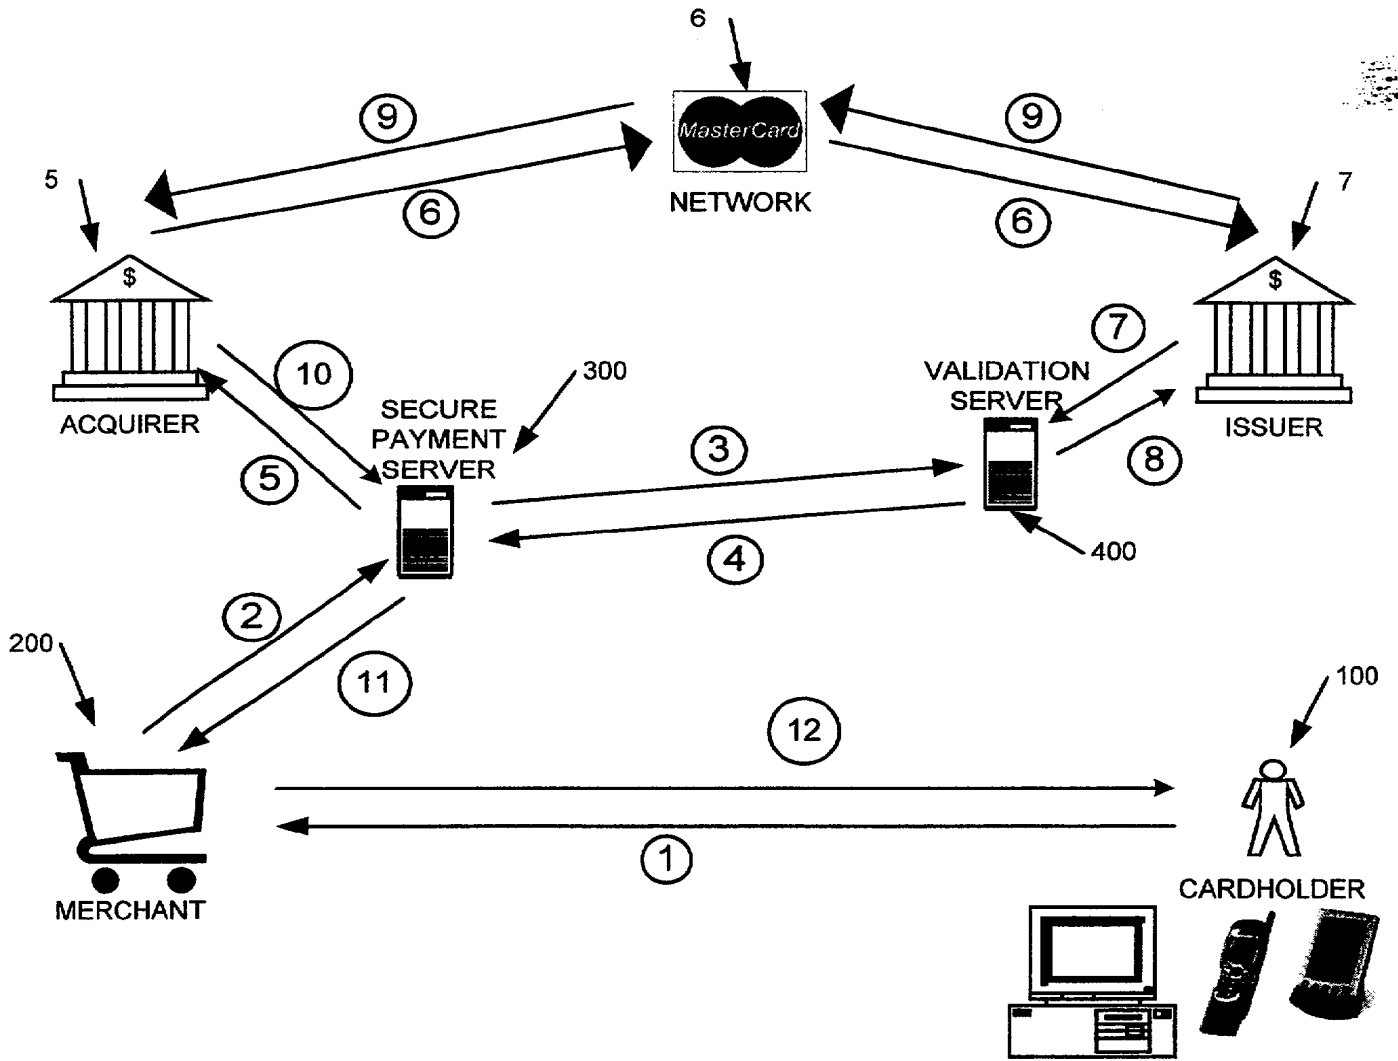 6
9
MasterCard
9
5
6
NETWORK
6
7
$
$
10
7
300
VALIDATION
SERVER
ACQUIRER
SECURE
PAYMENT
SERVER
ISSUER
5
3
8
4
400
2
200
11
100
12
1
CARDHOLDER
MERCHANT